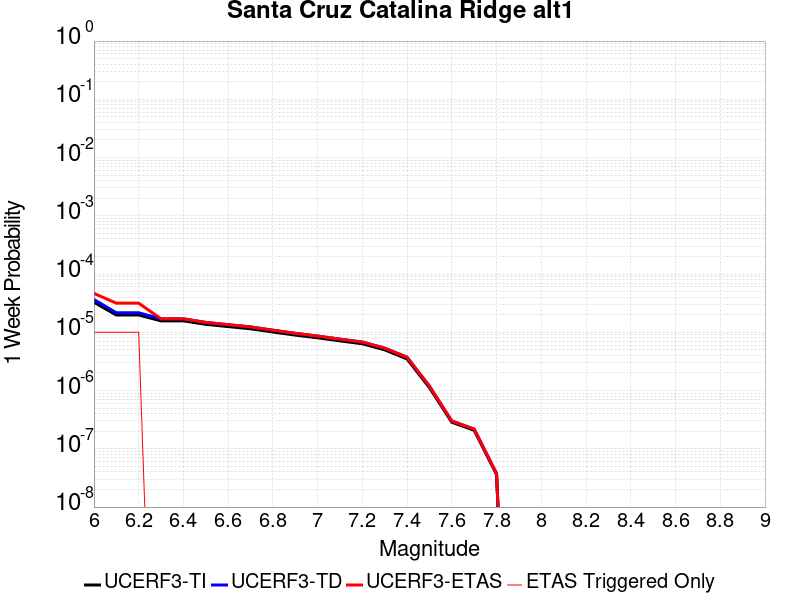 Santa Cruz Catalina Ridge alt1
10^0
10^-1
10^-2
10^-3
10^-4
10^-5
10^-6
10^-7
10^-8
1 Week Probability
6 6.2 6.4 6.6 6.8 7 7.2 7.4 7.6 7.8 8 8.2 8.4 8.6 8.8 9
Magnitude
UCERF3-TI UCERF3-TD UCERF3-ETAS ETAS Triggered Only